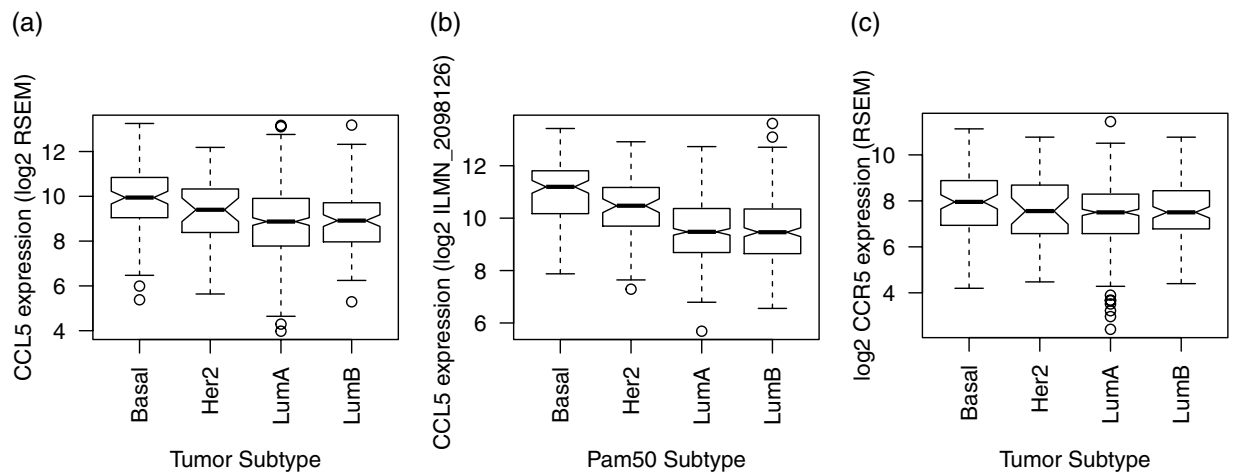 (a)
CCL5 expression (log2 RSEM)
12
10
8
6
4
Basal
Her2
LumA
LumB
Tumor Subtype
(b)
CCL5 expression (log2 ILMN_2098126)
12
10
8
6
Basal
Her2
LumA
LumB
Pam50 Subtype
(c)
log2 CCR5 expression (RSEM)
10
8
6
4
Basal
Her2
LumA
LumB
Tumor Subtype